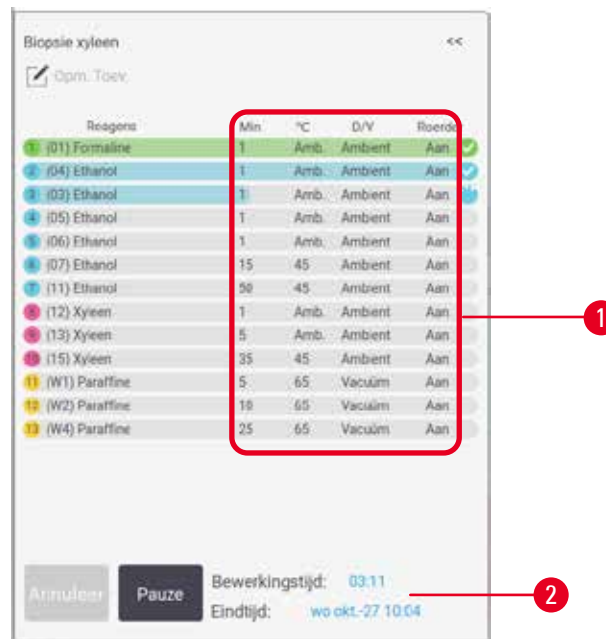 Biopsie xyleen <<
Opm. Toev.
Reagens Min °C D/V Roerder
1 (01) Formaline 1 Amb. Ambient Aan
2 (04) Ethanol 1 Amb. Ambient Aan
3 (03) Ethanol 1 Amb. Ambient Aan
4 (05) Ethanol 1 Amb. Ambient Aan
5 (06) Ethanol 1 Amb. Ambient Aan
6 (07) Ethanol 15 45 Ambient Aan
7 (11) Ethanol 50 45 Ambient Aan
8 (12) Xyleen 1 Amb. Ambient Aan
9 (13) Xyleen 5 Amb. Ambient Aan
10 (15) Xyleen 35 45 Ambient Aan
11 (W1) Paraffine 5 65 Vacuüm Aan
12 (W2) Paraffine 10 65 Vacuüm Aan
13 (W4) Paraffine 25 65 Vacuüm Aan
1
Annuleer Pauze Bewerkingstijd: 03:11
Eindtijd: wo okt.-27 10:04
2